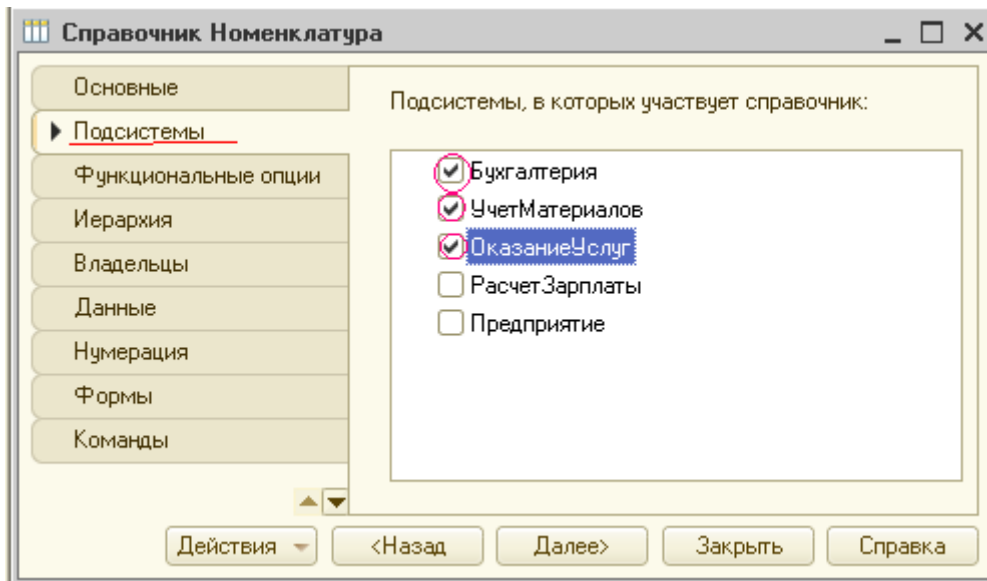 Справочник Номенклатура
Основные
Подсистемы
Функциональные опции
Иерархия
Владельцы
Данные
Нумерация
Формы
Команды
Подсистемы, в которых участвует справочник:
Бухгалтерия
УчетМатериалов
ОказаниеУслуг
РасчетЗарплаты
Предприятие
Действия <Назад Далее> Закрыть Справка